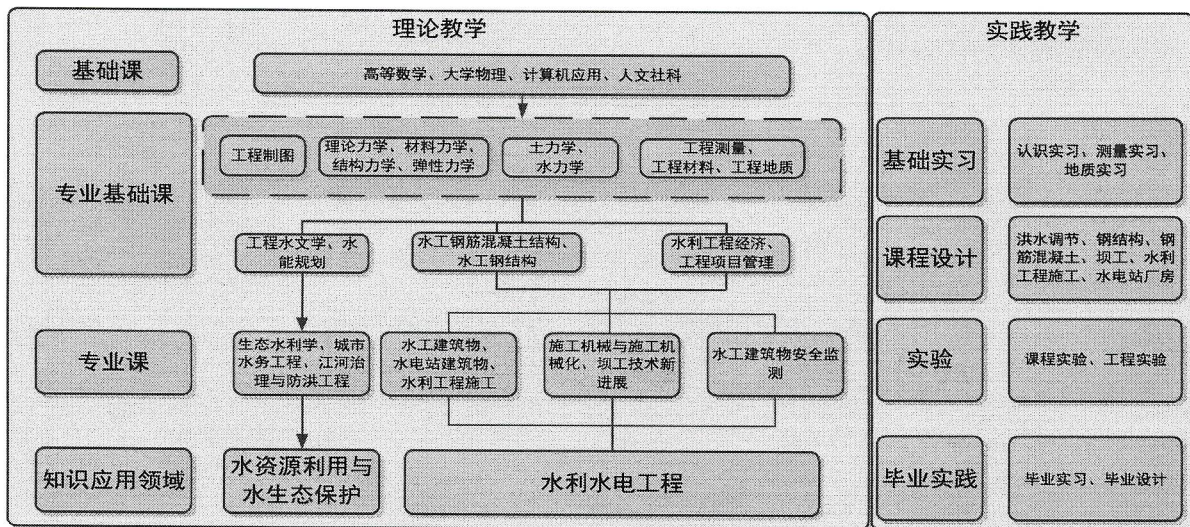 理论教学
基础课
高等数学、大学物理、计算机应用、人文社科
专业基础课
工程制图
理论力学、材料力学、
结构力学、弹性力学
土力学、
水力学
工程测量、
工程材料、工程地质
工程水文学、水
能规划
水工钢筋混凝土结构、
水工钢结构
水利工程经济、
工程项目管理
专业课
生态水利学、城市
水务工程、江河治
理与防洪工程
水工建筑物、
水电站建筑物、
水利工程施工
施工机械与施工机
械化、坝工技术新
进展
水工建筑物安全监
测
知识应用领域
水资源利用与
水生态保护
水利水电工程
实践教学
基础实习
认识实习、测量实习、
地质实习
课程设计
洪水调节、钢结构、钢
筋混凝土、坝工、水利
工程施工、水电站厂房
实验
课程实验、工程实验
毕业实践
毕业实习、毕业设计